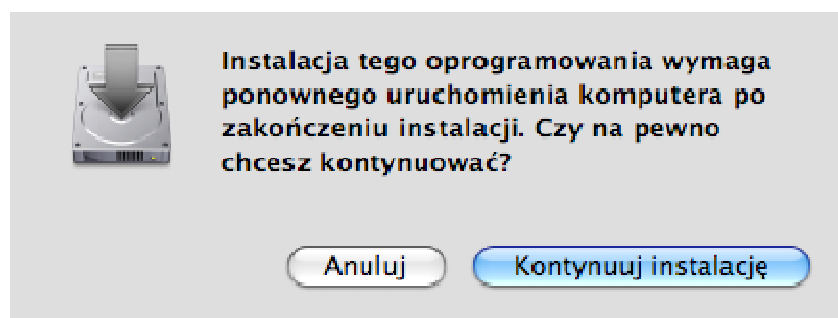 Instalacja tego oprogramowania wymaga
ponownego uruchomienia komputera po
zakończeniu instalacji. Czy na pewno
chcesz kontynuować?
Anuluj
Kontynuuj instalację